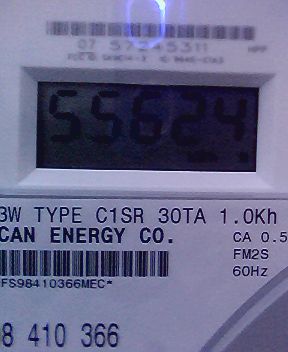 07 57245311
55624
3W TYPE C1SR 30TA 1.0Kh
CAN ENERGY CO.
CA 0.5
FM2S
60Hz
FS98410366MEC*
8 410 366